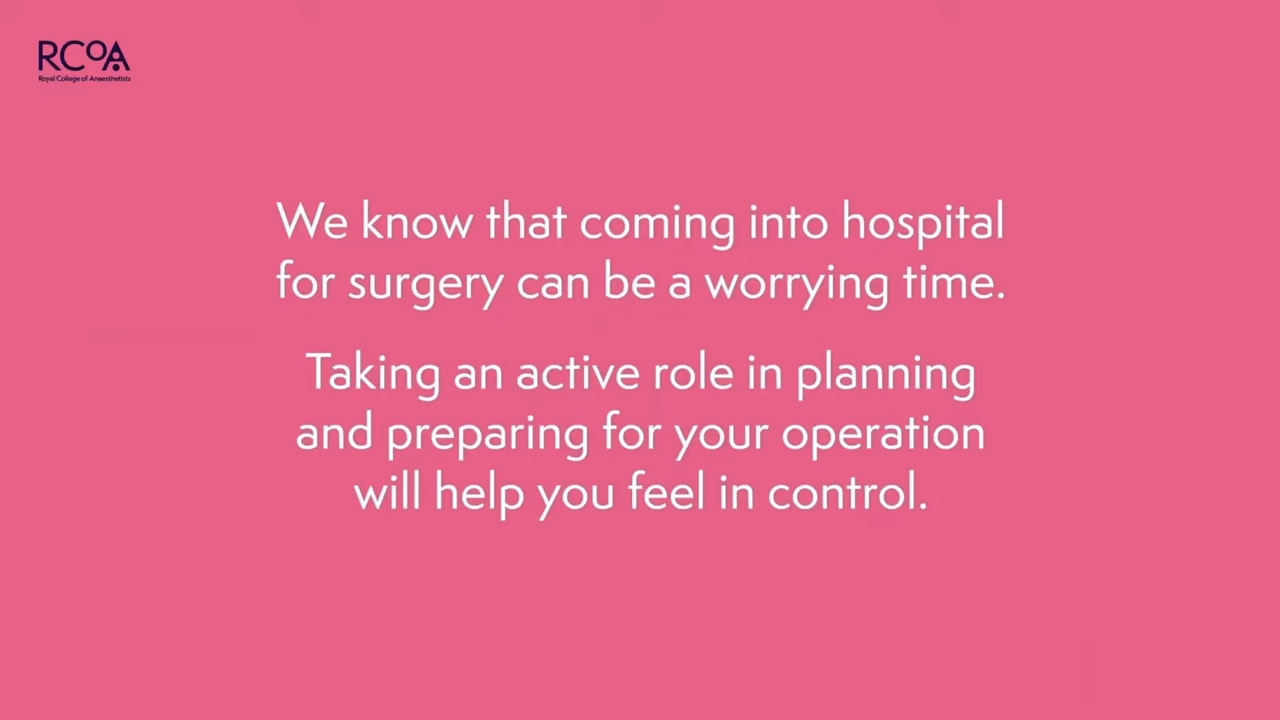 RCoA
Royal College of Anaesthetists
We know that coming into hospital
for surgery can be a worrying time.
Taking an active role in planning
and preparing for your operation
will help you feel in control.